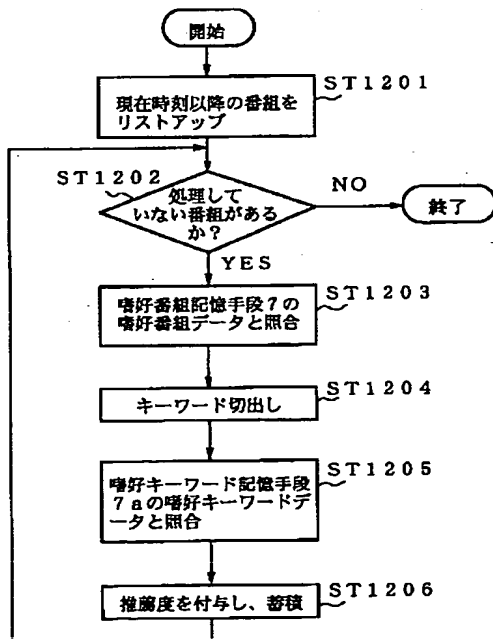 開始
ST1201
現在時刻以降の番組を
リストアップ
ST1202
処理して
いない番組がある
か?
NO
終了
YES
ST1203
嗜好番組記憶手段7の
嗜好番組データと照合
ST1204
キーワード切出し
ST1205
嗜好キーワード記憶手段
7aの嗜好キーワードデ
ータと照合
ST1206
推薦度を付与し、蓄積